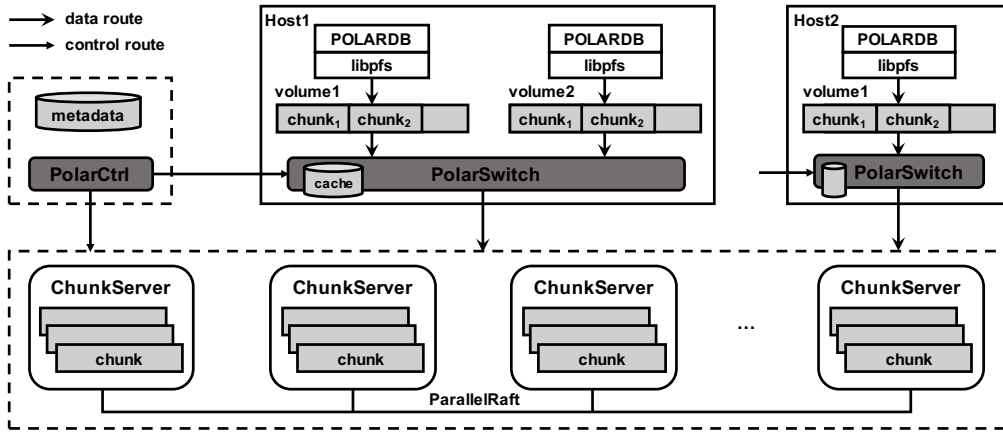 data route
control route
metadata
PolarCtrl
Host1
POLARDB
libpfs
volume1
chunk₁ chunk₂
POLARDB
libpfs
volume2
chunk₁ chunk₂
cache
PolarSwitch
Host2
POLARDB
libpfs
volume1
chunk₁ chunk₂
PolarSwitch
ChunkServer
chunk
ChunkServer
chunk
ChunkServer
chunk
...
ChunkServer
chunk
ParallelRaft